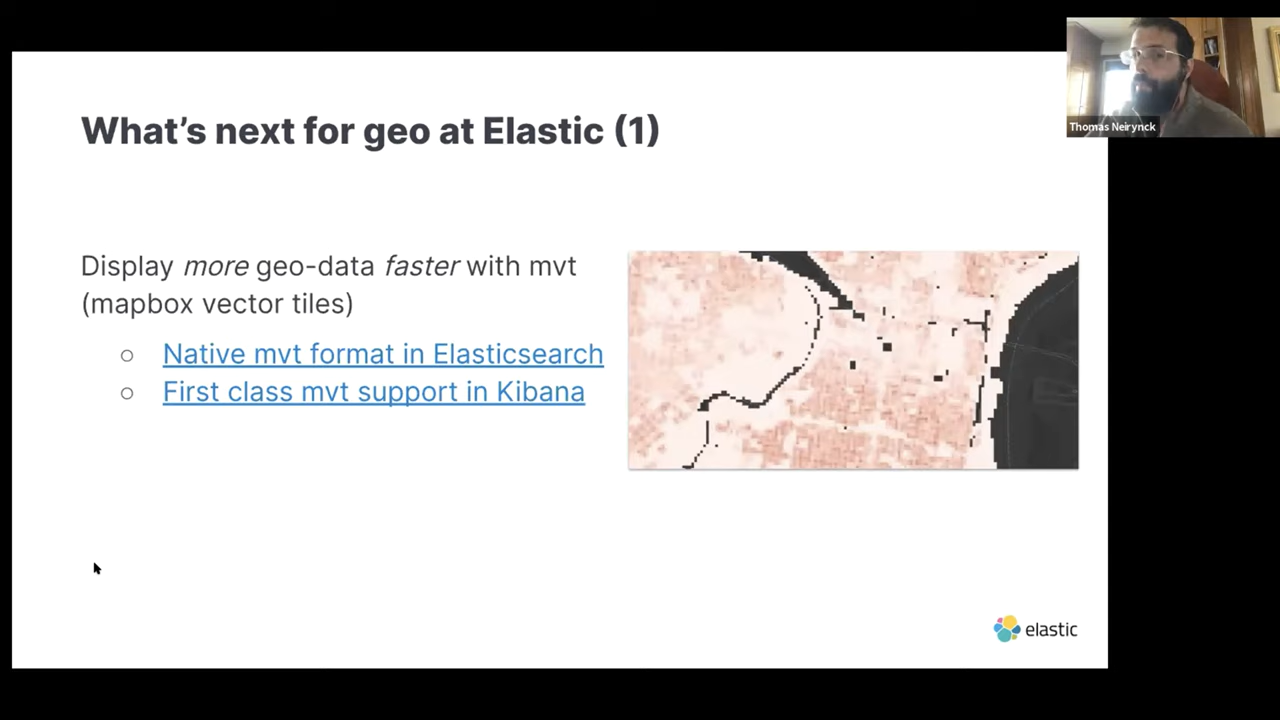 What's next for geo at Elastic (1)
Display more geo-data faster with mvt
(mapbox vector tiles)
○ Native mvt format in Elasticsearch
○ First class mvt support in Kibana
elastic
Thomas Neirynck